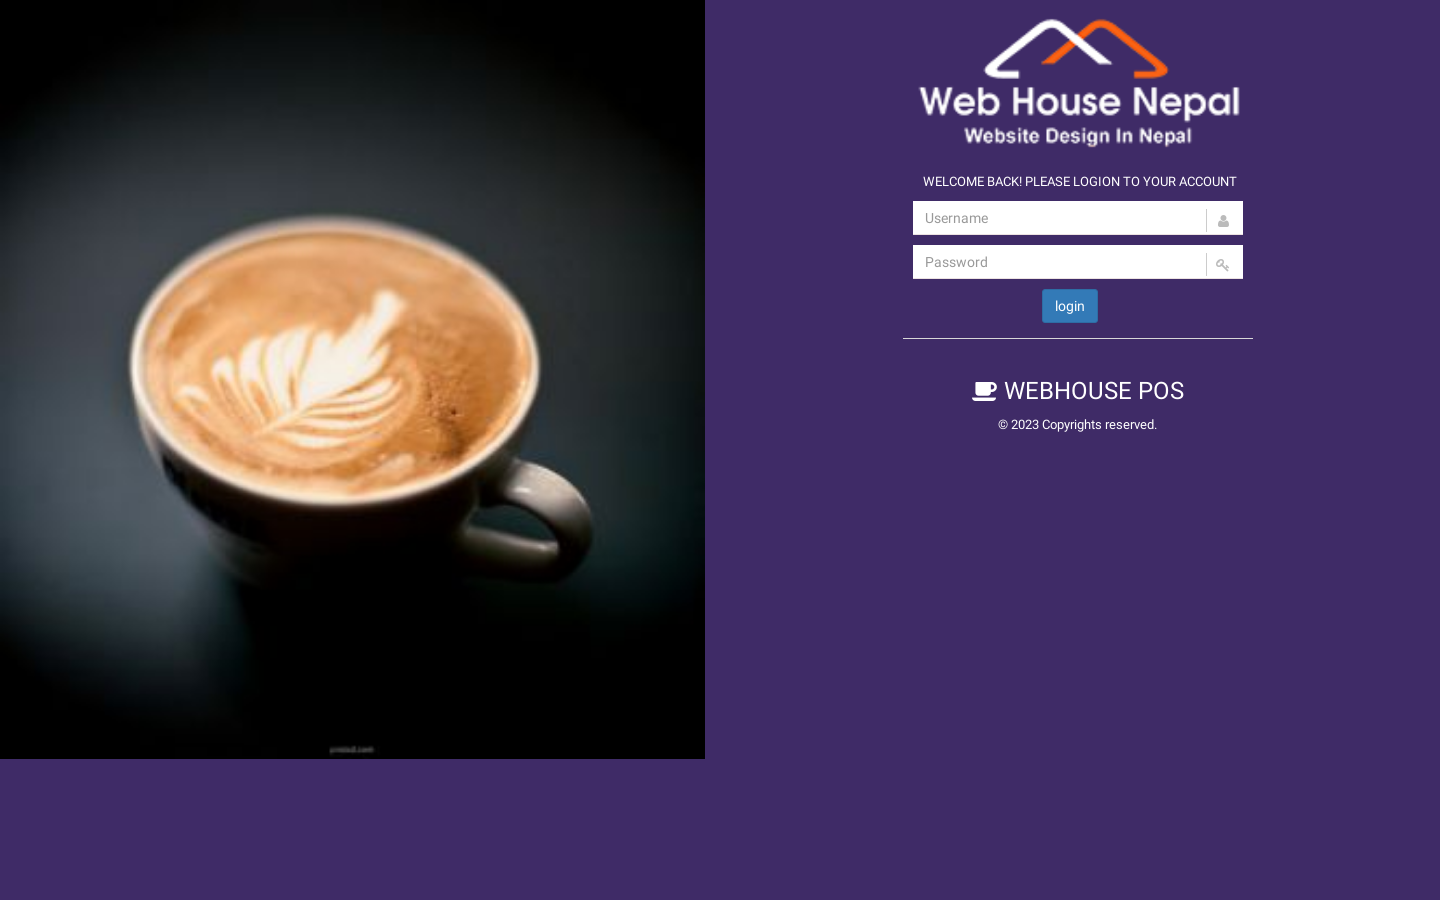 Web House Nepal
Website Design In Nepal
WELCOME BACK! PLEASE LOGION TO YOUR ACCOUNT
Username
Password
login
WEBHOUSE POS
© 2023 Copyrights reserved.